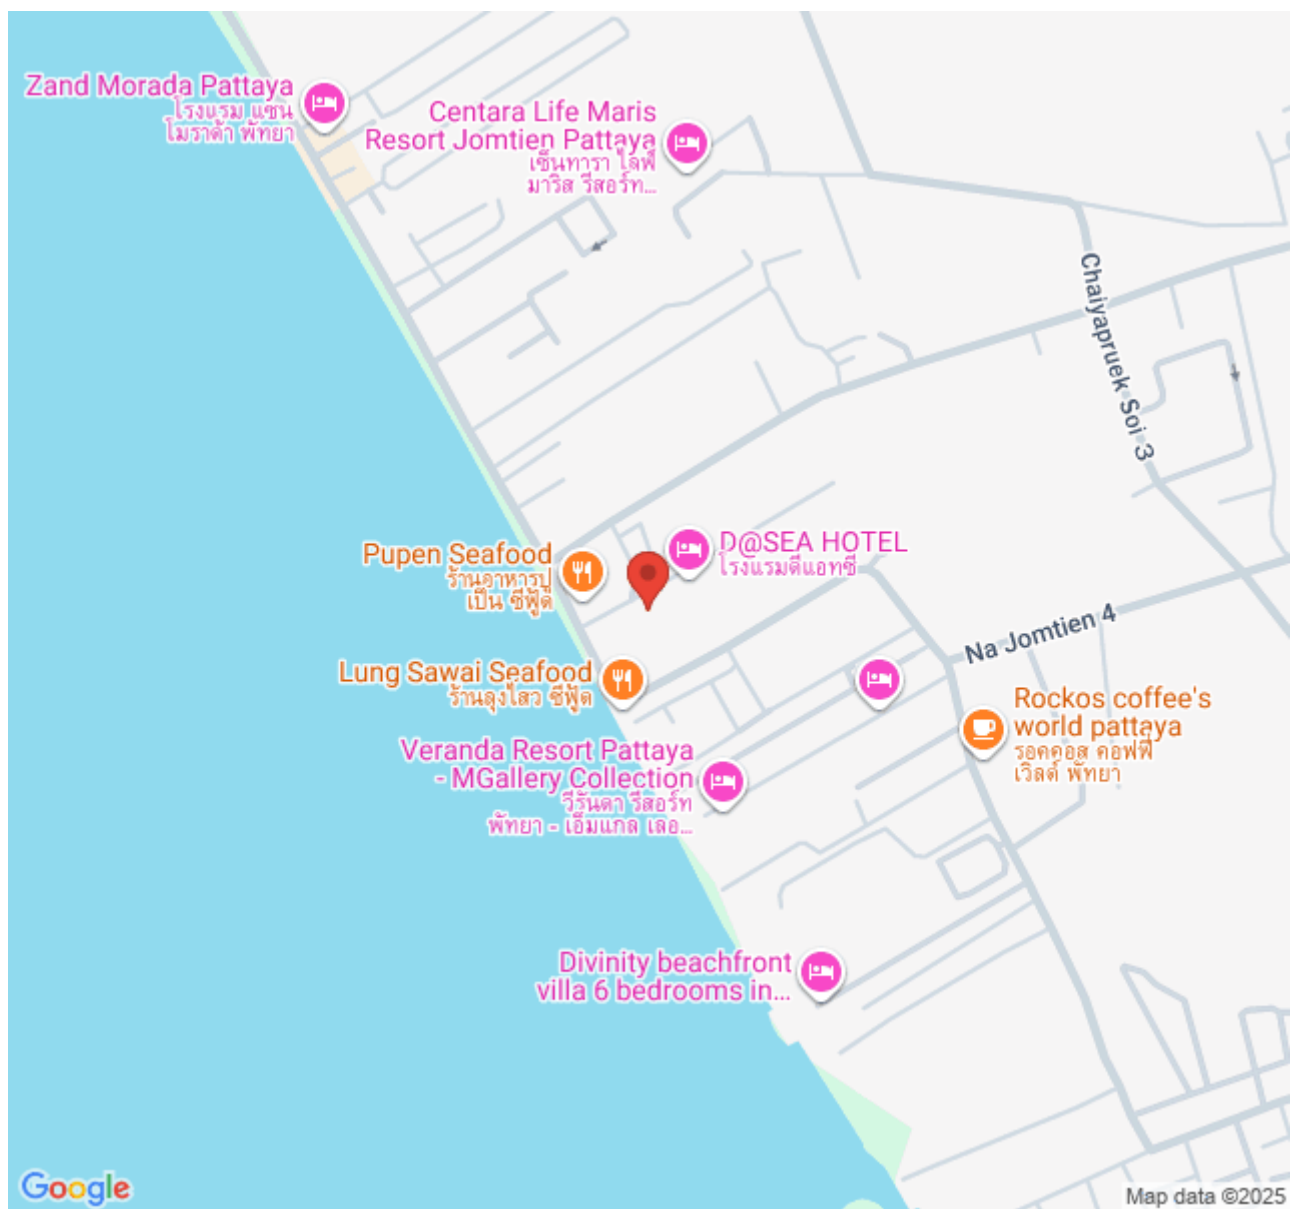 Zand Morada Pattaya
โรงแรม แซน
โมราด้า พัทยา
Centara Life Maris
Resort Jomtien Pattaya
เซ็นทารา ไลฟ์
มาริส รีสอร์ท...
Chaiyapruek Soi 3
D@SEA HOTEL
โรงแรมดีแอทซี
Pupen Seafood
ร้านอาหารปู
เป็น ซีฟู้ด
Na Jomtien 4
Lung Sawai Seafood
ร้านลุงไสว ซีฟู้ด
Rockos coffee's
world pattaya
รอคคอส คอฟฟี่
เวิลด์ พัทยา
Veranda Resort Pattaya
- MGallery Collection
วีรันดา รีสอร์ท
พัทยา - เอ็มแกล เลอ...
Divinity beachfront
villa 6 bedrooms in...
Google
Map data ©2025